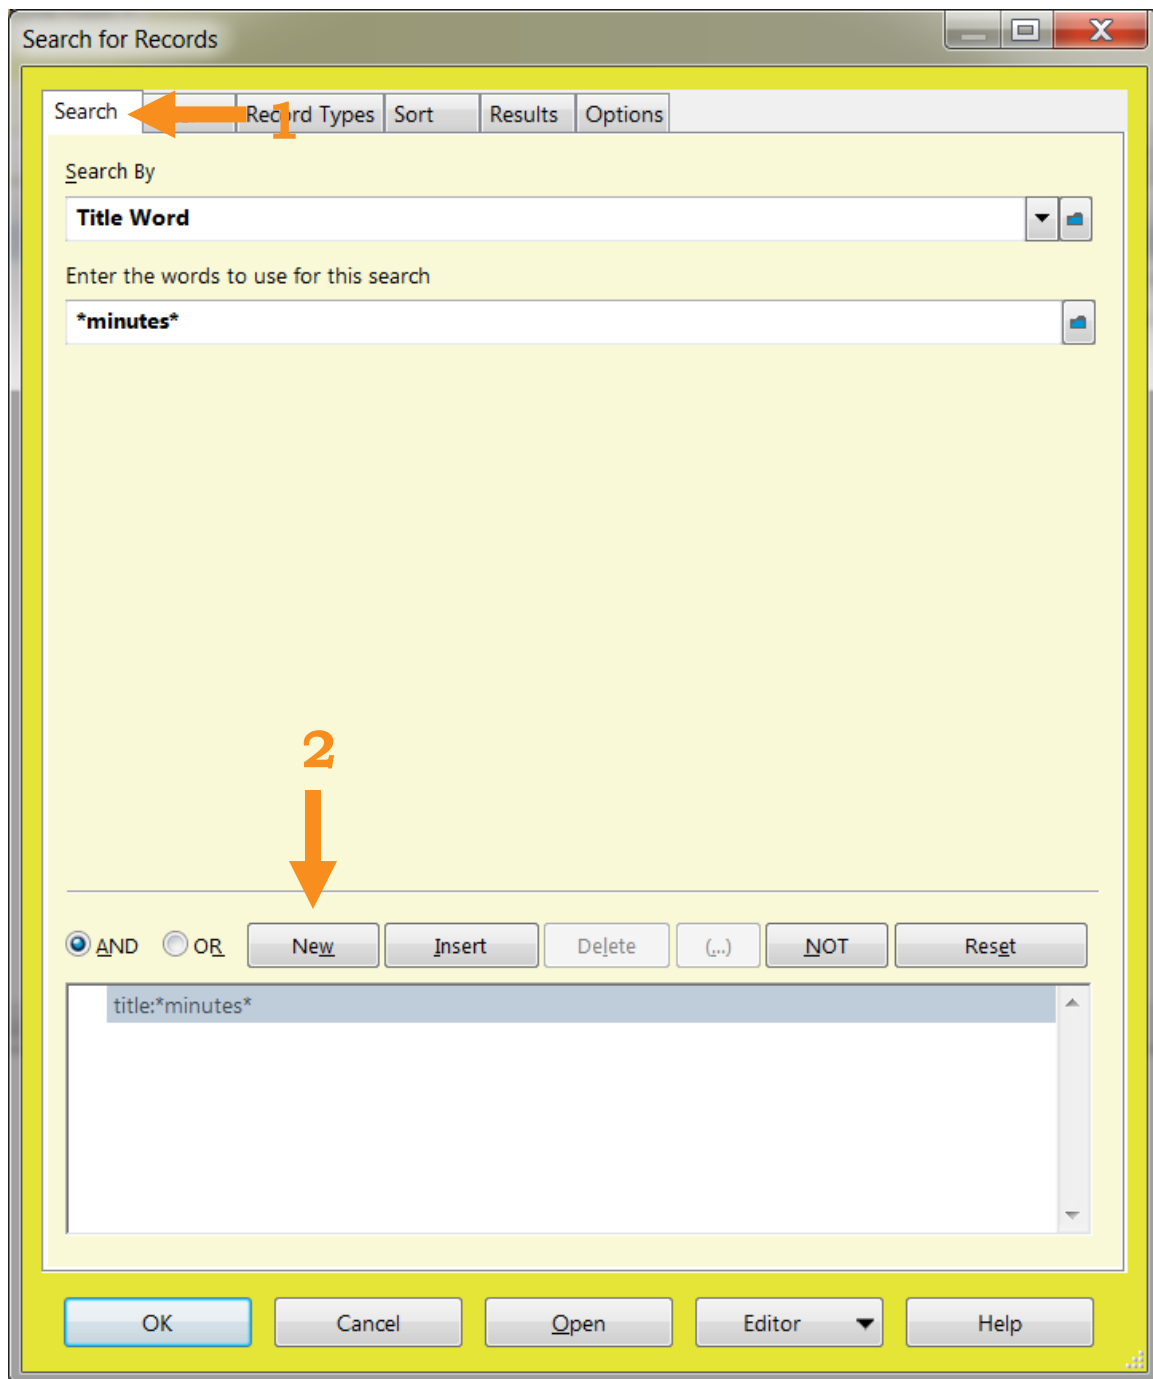 Search for Records
Search 1 Record Types Sort Results Options
Search By
Title Word
Enter the words to use for this search
*minutes*
2
AND OR New Insert Delete (...) NOT Reset
title:*minutes*
OK Cancel Open Editor Help